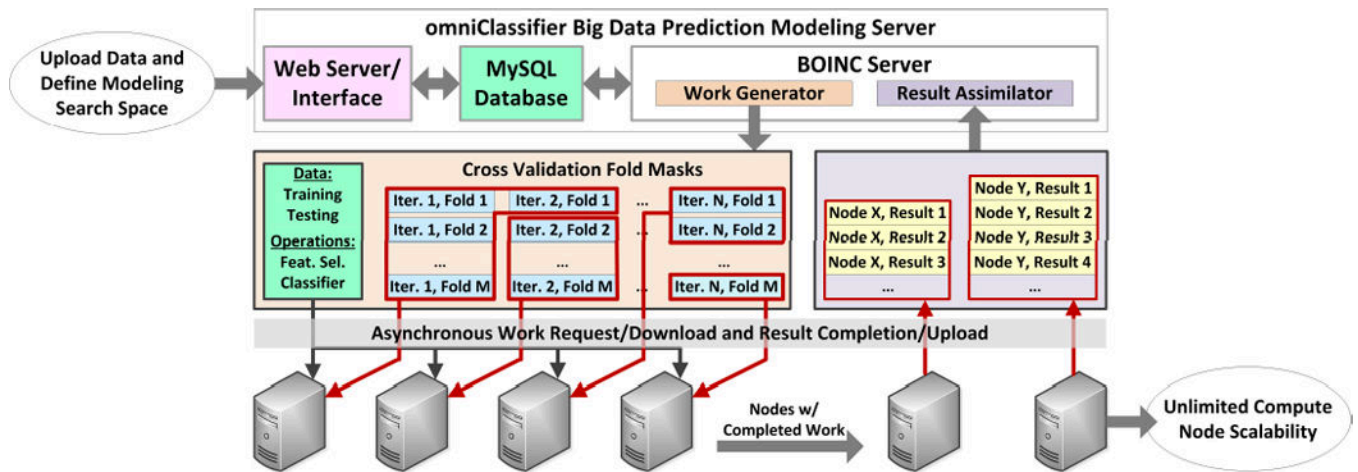 omniClassifier Big Data Prediction Modeling Server
Upload Data and
Define Modeling
Search Space
Web Server/
Interface
MySQL
Database
BOINC Server
Work Generator
Result Assimilator
Cross Validation Fold Masks
Data:
Training
Testing
Operations:
Feat. Sel.
Classifier
Iter. 1, Fold 1
Iter. 2, Fold 1
...
Iter. N, Fold 1
Iter. 1, Fold 2
Iter. 2, Fold 2
...
Iter. N, Fold 2
...
...
...
Iter. 1, Fold M
Iter. 2, Fold M
...
Iter. N, Fold M
Node X, Result 1
Node X, Result 2
Node X, Result 3
...
Node Y, Result 1
Node Y, Result 2
Node Y, Result 3
Node Y, Result 4
...
Asynchronous Work Request/Download and Result Completion/Upload
Nodes w/
Completed Work
Unlimited Compute
Node Scalability